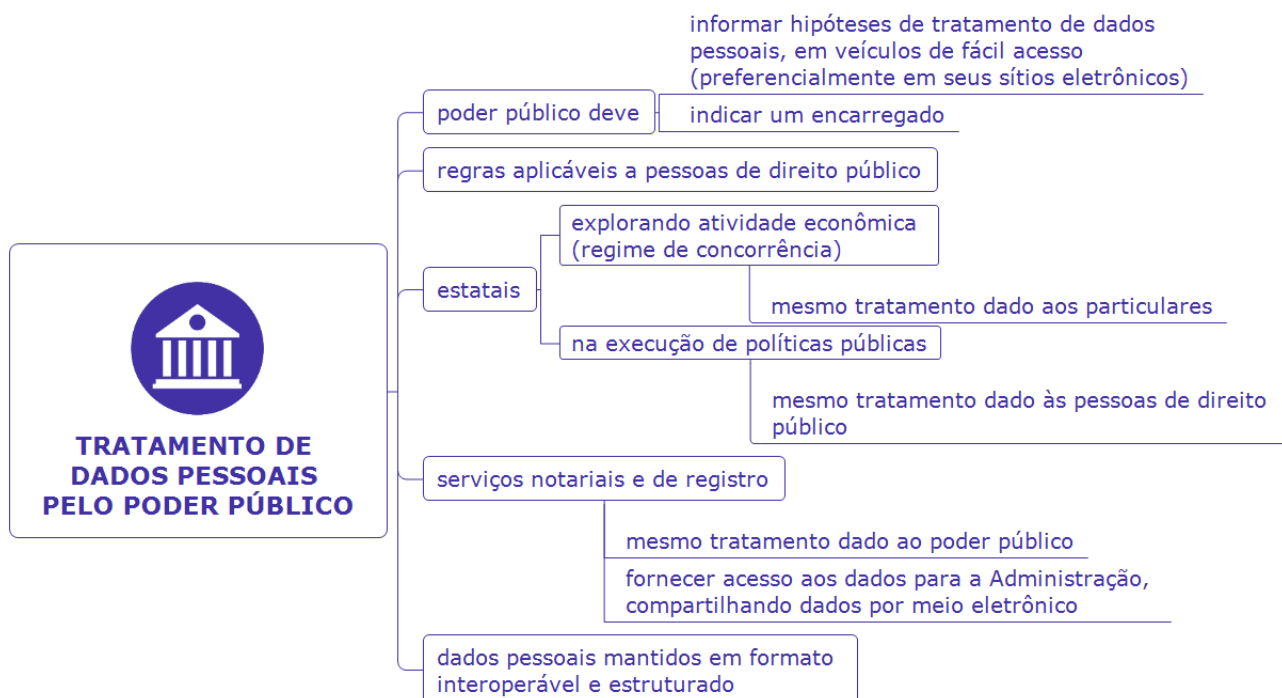 TRATAMENTO DE
DADOS PESSOAIS
PELO PODER PÚBLICO
poder público deve
informar hipóteses de tratamento de dados
pessoais, em veículos de fácil acesso
(preferencialmente em seus sítios eletrônicos)
indicar um encarregado
regras aplicáveis a pessoas de direito público
estatais
explorando atividade econômica
(regime de concorrência)
mesmo tratamento dado aos particulares
na execução de políticas públicas
mesmo tratamento dado às pessoas de direito
público
serviços notariais e de registro
mesmo tratamento dado ao poder público
fornecer acesso aos dados para a Administração,
compartilhando dados por meio eletrônico
dados pessoais mantidos em formato
interoperável e estruturado